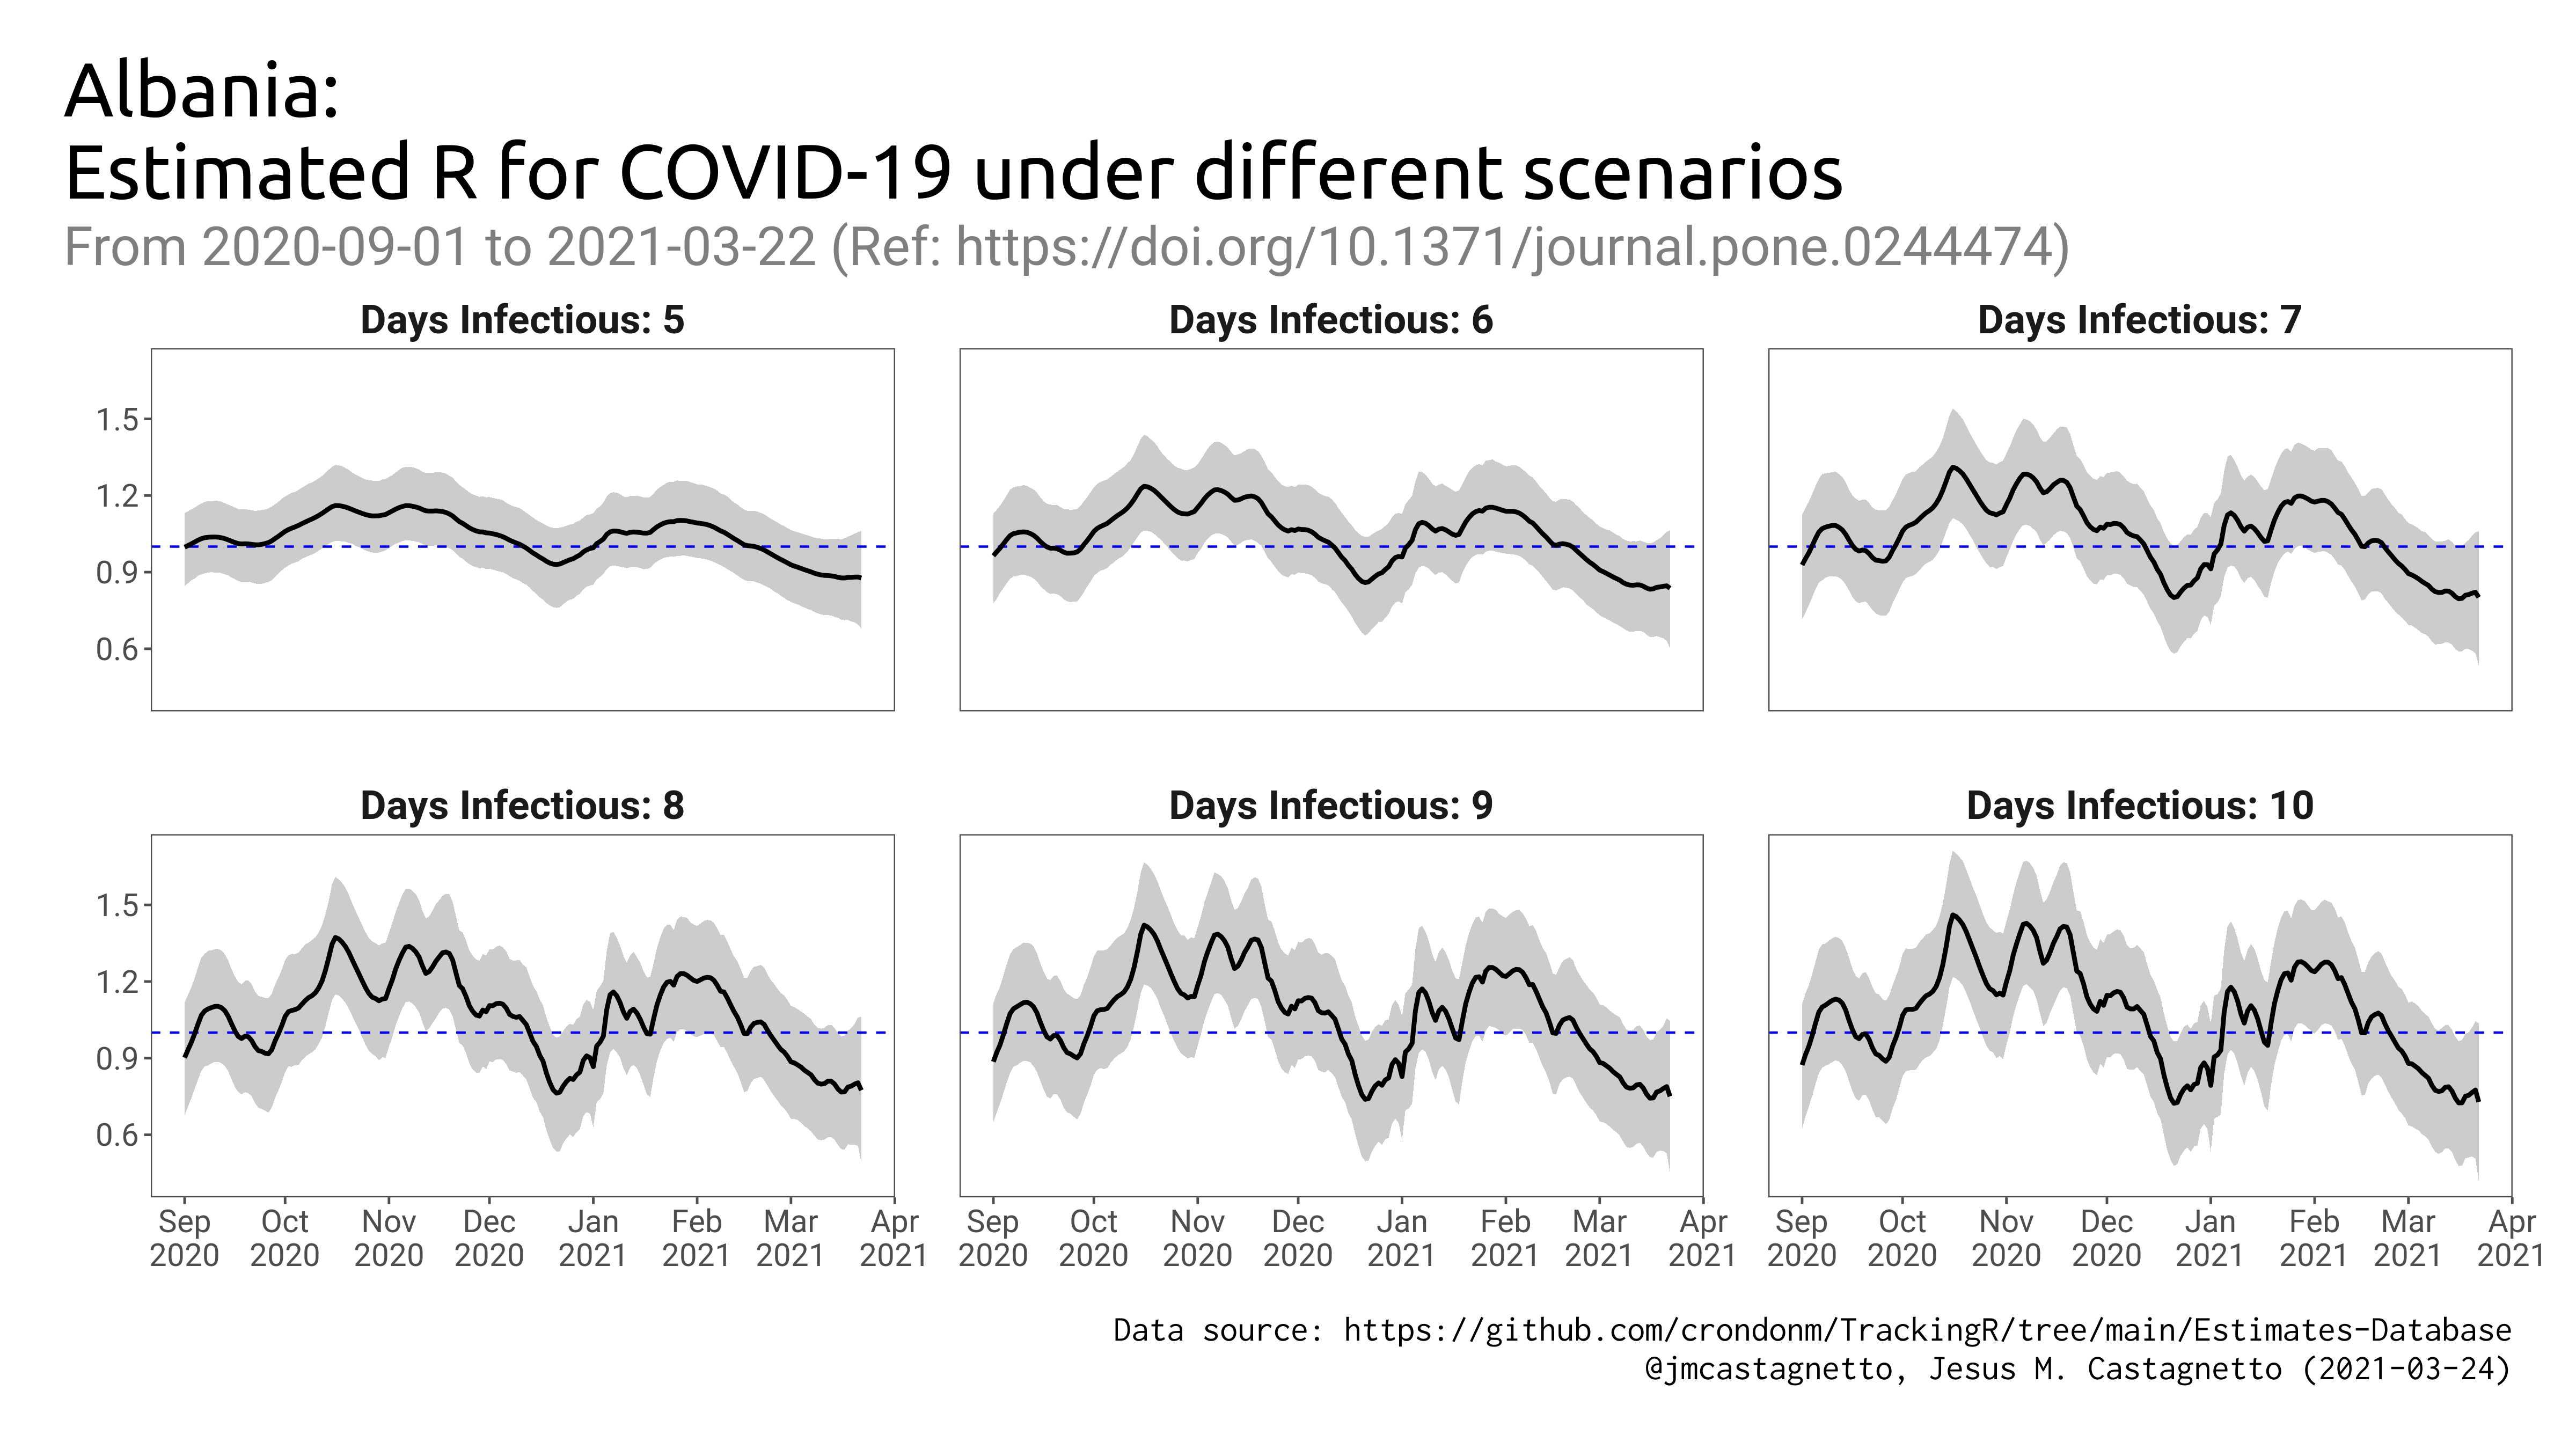 Albania:
Estimated R for COVID-19 under different scenarios
From 2020-09-01 to 2021-03-22 (Ref: https://doi.org/10.1371/journal.pone.0244474)
Days Infectious: 5
Days Infectious: 6
Days Infectious: 7
1.5
1.2
0.9
0.6
Days Infectious: 8
Days Infectious: 9
Days Infectious: 10
1.5
1.2
0.9
0.6
Sep Oct Nov Dec Jan Feb Mar Apr
2020 2020 2020 2020 2021 2021 2021 2021
Sep Oct Nov Dec Jan Feb Mar Apr
2020 2020 2020 2020 2021 2021 2021 2021
Sep Oct Nov Dec Jan Feb Mar Apr
2020 2020 2020 2020 2021 2021 2021 2021
Data source: https://github.com/crondonm/TrackingR/tree/main/Estimates-Database
@jmcastagnetto, Jesus M. Castagnetto (2021-03-24)